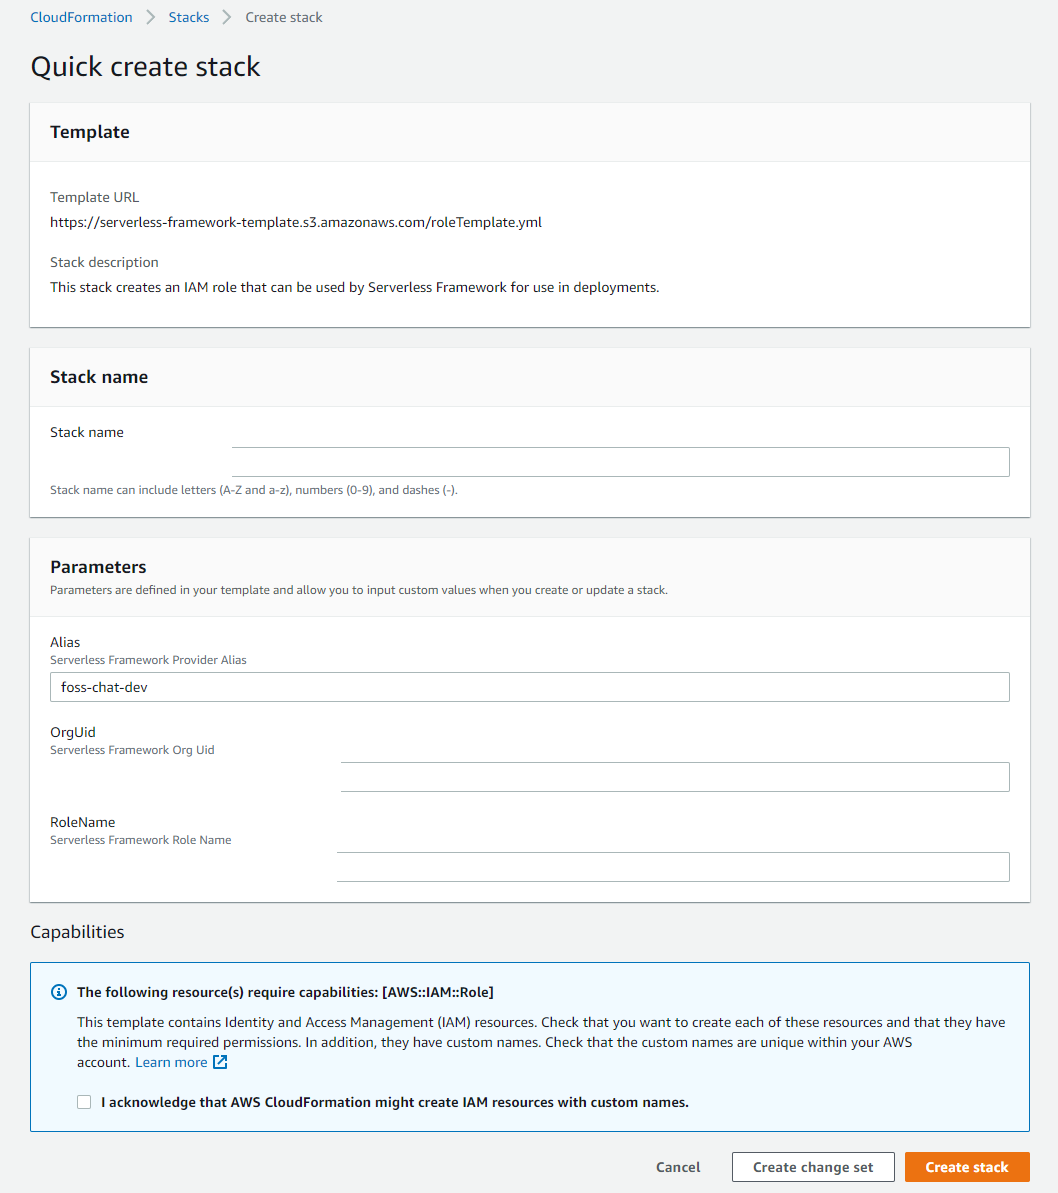 CloudFormation > Stacks > Create stack
Quick create stack
Template
Template URL
https://serverless-framework-template.s3.amazonaws.com/roleTemplate.yml
Stack description
This stack creates an IAM role that can be used by Serverless Framework for use in deployments.
Stack name
Stack name
Stack name can include letters (A-Z and a-z), numbers (0-9), and dashes (-).
Parameters
Parameters are defined in your template and allow you to input custom values when you create or update a stack.
Alias
Serverless Framework Provider Alias
foss-chat-dev
OrgUid
Serverless Framework Org Uid
RoleName
Serverless Framework Role Name
Capabilities
The following resource(s) require capabilities: [AWS::IAM::Role]
This template contains Identity and Access Management (IAM) resources. Check that you want to create each of these resources and that they have
the minimum required permissions. In addition, they have custom names. Check that the custom names are unique within your AWS
account. Learn more
I acknowledge that AWS CloudFormation might create IAM resources with custom names.
Cancel Create change set Create stack